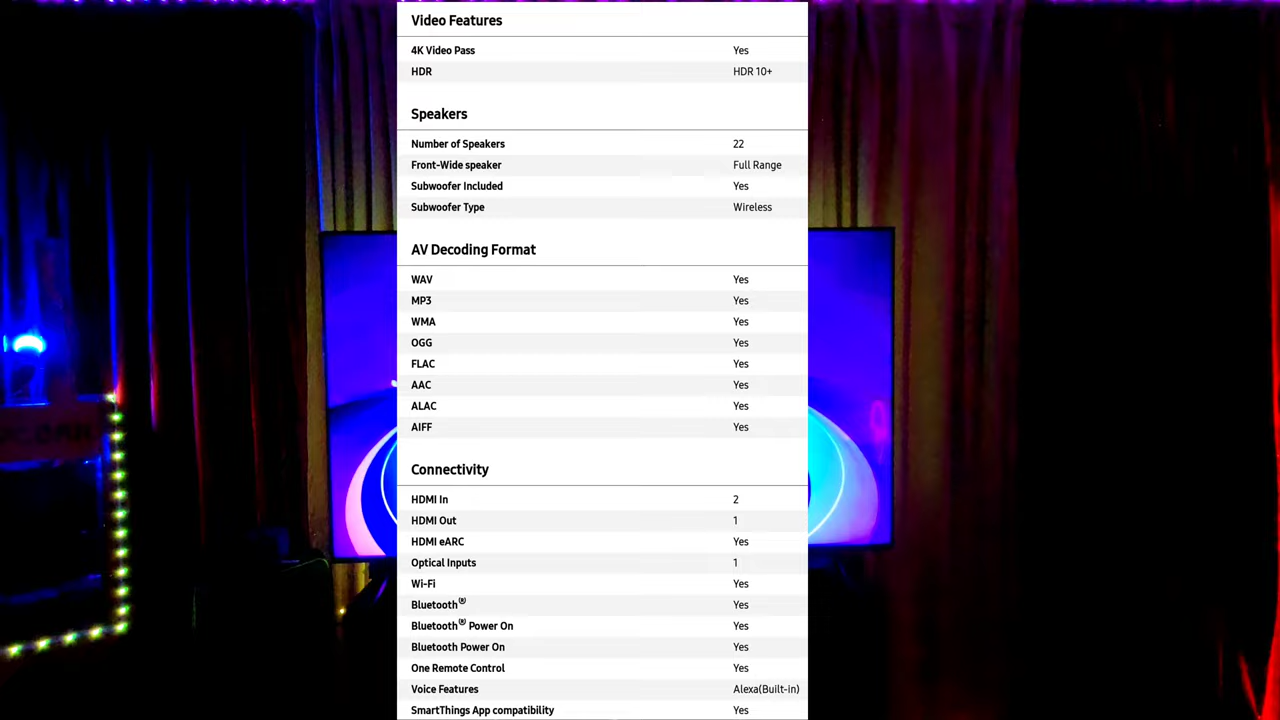 Video Features
4K Video Pass Yes
HDR HDR 10+
Speakers
Number of Speakers 22
Front-Wide speaker Full Range
Subwoofer Included Yes
Subwoofer Type Wireless
AV Decoding Format
WAV Yes
MP3 Yes
WMA Yes
OGG Yes
FLAC Yes
AAC Yes
ALAC Yes
AIFF Yes
Connectivity
HDMI In 2
HDMI Out 1
HDMI eARC Yes
Optical Inputs 1
Wi-Fi Yes
Bluetooth® Yes
Bluetooth® Power On Yes
Bluetooth Power On Yes
One Remote Control Yes
Voice Features Alexa(Built-in)
SmartThings App compatibility Yes